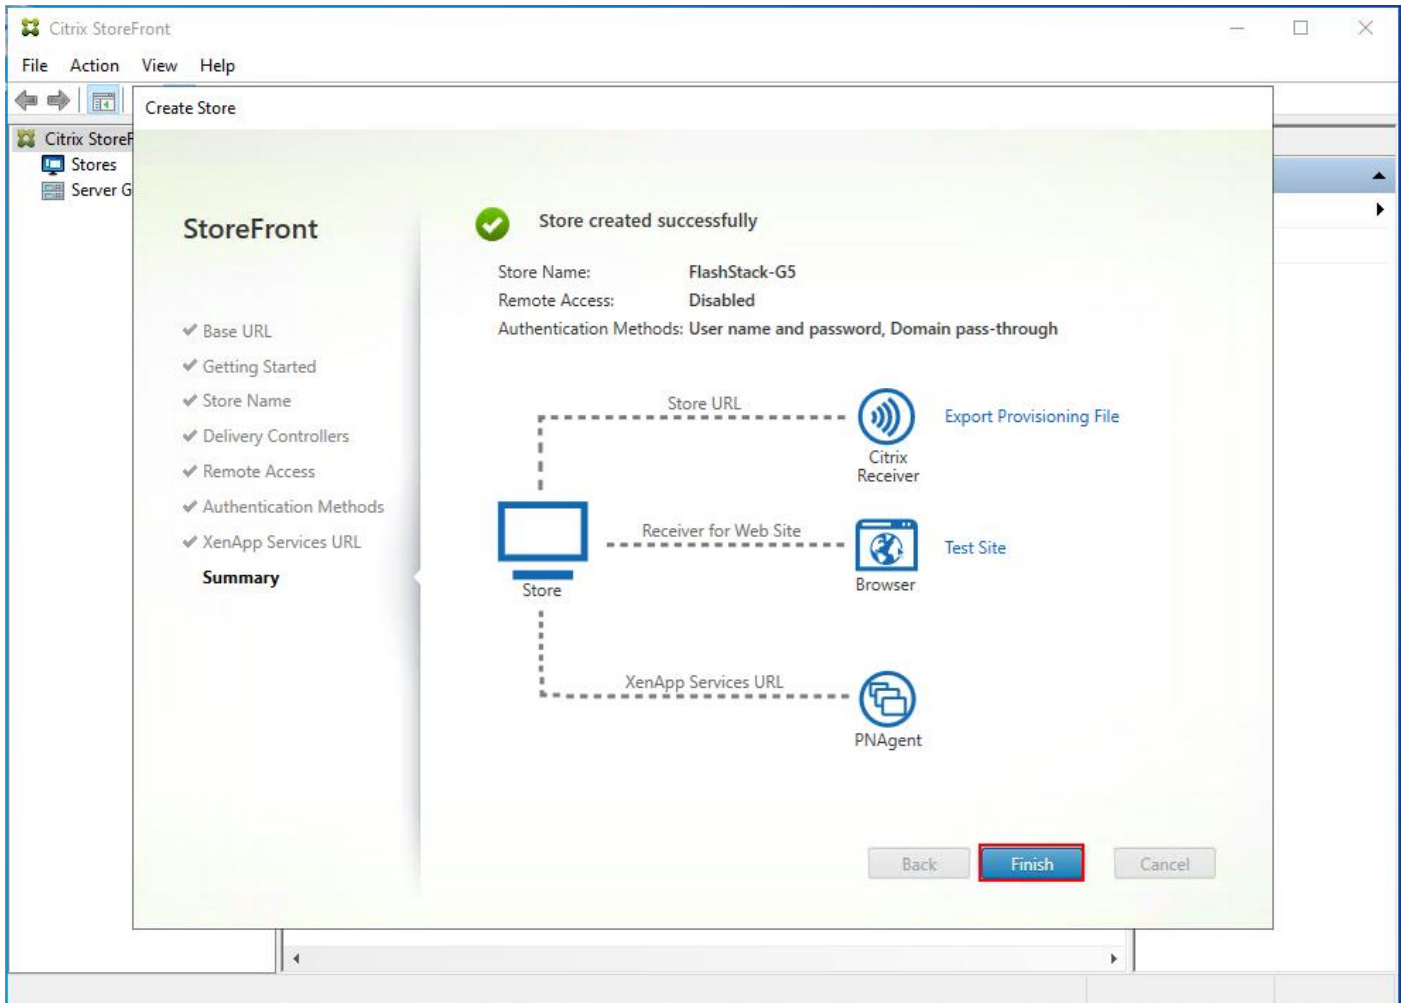 Citrix StoreFront
File Action View Help
Create Store
Citrix StoreF
Stores
Server G
StoreFront
Base URL
Getting Started
Store Name
Delivery Controllers
Remote Access
Authentication Methods
XenApp Services URL
Summary
Store created successfully
Store Name: FlashStack-G5
Remote Access: Disabled
Authentication Methods: User name and password, Domain pass-through
Store URL
Citrix
Receiver
Export Provisioning File
Receiver for Web Site
Store
Browser
Test Site
XenApp Services URL
PNAgent
Back Finish Cancel